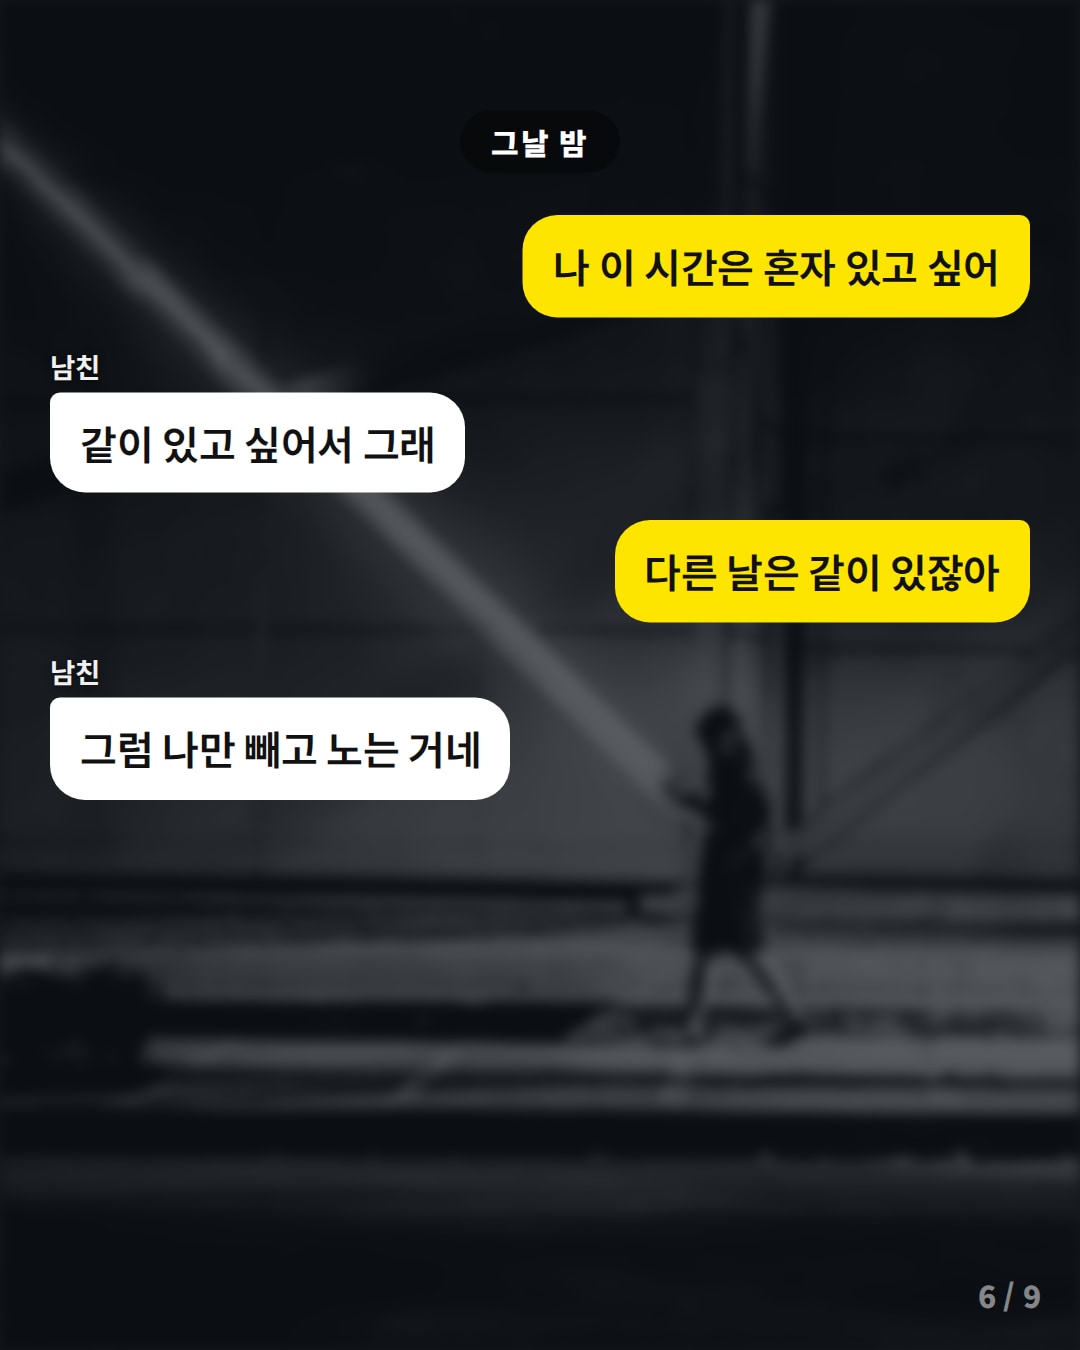 그날 밤
나 이 시간은 혼자 있고 싶어
남친
같이 있고 싶어서 그래
다른 날은 같이 있잖아
남친
그럼 나만 빼고 노는 거네
6 / 9